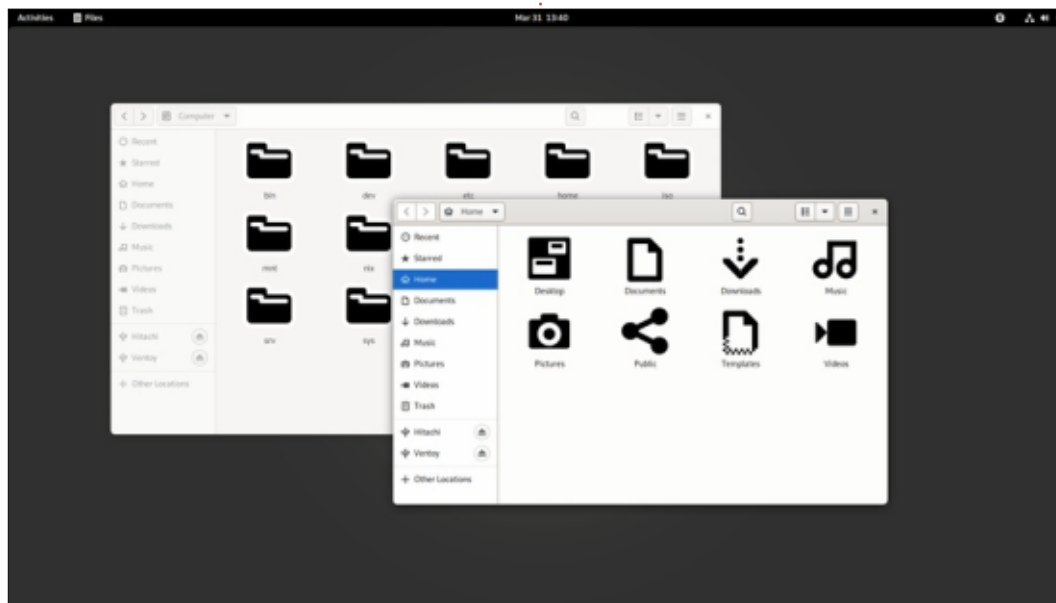 Activities Files Mar 31 13:40
Computer
Recent
Starred
Home
Documents
Downloads
Music
Pictures
Videos
Trash
Hitachi
Ventoy
Other Locations
bin dev etc home iso
mnt nix
srv sys
Home
Recent
Starred
Home
Documents
Downloads
Music
Pictures
Videos
Trash
Hitachi
Ventoy
Other Locations
Desktop Documents Downloads Music
Pictures Public Templates Videos